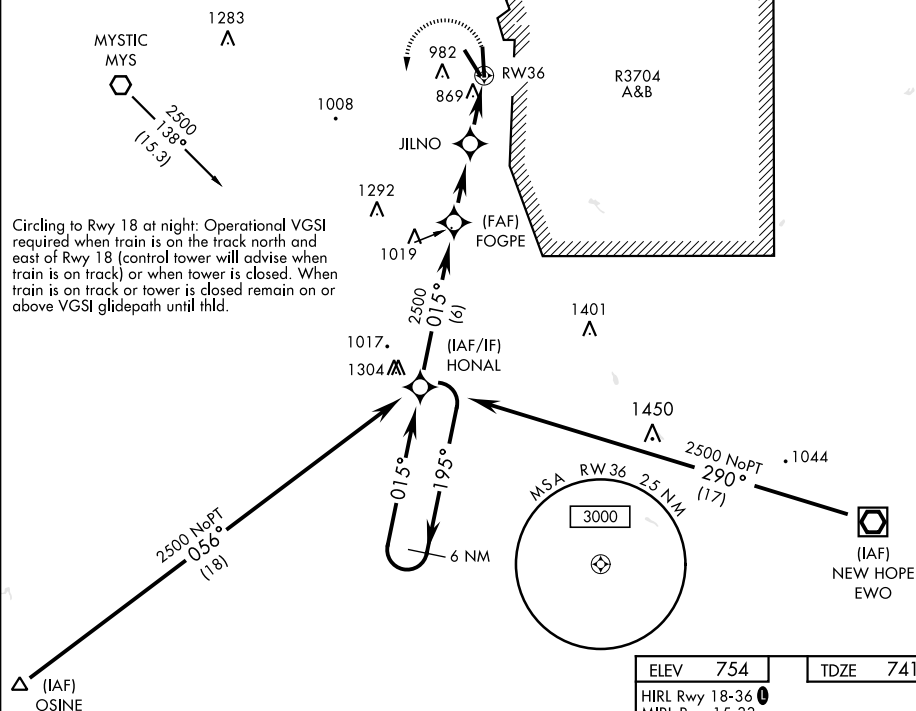 1283
MYSTIC
MYS
982
RW36
R3704
A&B
869
1008
2500
138°
(15.3)
JILNO
1292
(FAF)
FOGPE
1019
Circling to Rwy 18 at night: Operational VGSI
required when train is on the track north and
east of Rwy 18 (control tower will advise when
train is on track) or when tower is closed. When
train is on track or tower is closed remain on or
above VGSI glidepath until thld.
2500
015°
(6)
1401
1017
(IAF/IF)
HONAL
1304
1450
2500 NoPT
290°
(17)
1044
015°
195°
MSA RW 36 25 NM
3000
6 NM
2500 NoPT
056°
(18)
(IAF)
NEW HOPE
EWO
(IAF)
OSINE
ELEV 754
TDZE 741
HIRL Rwy 18-36 L